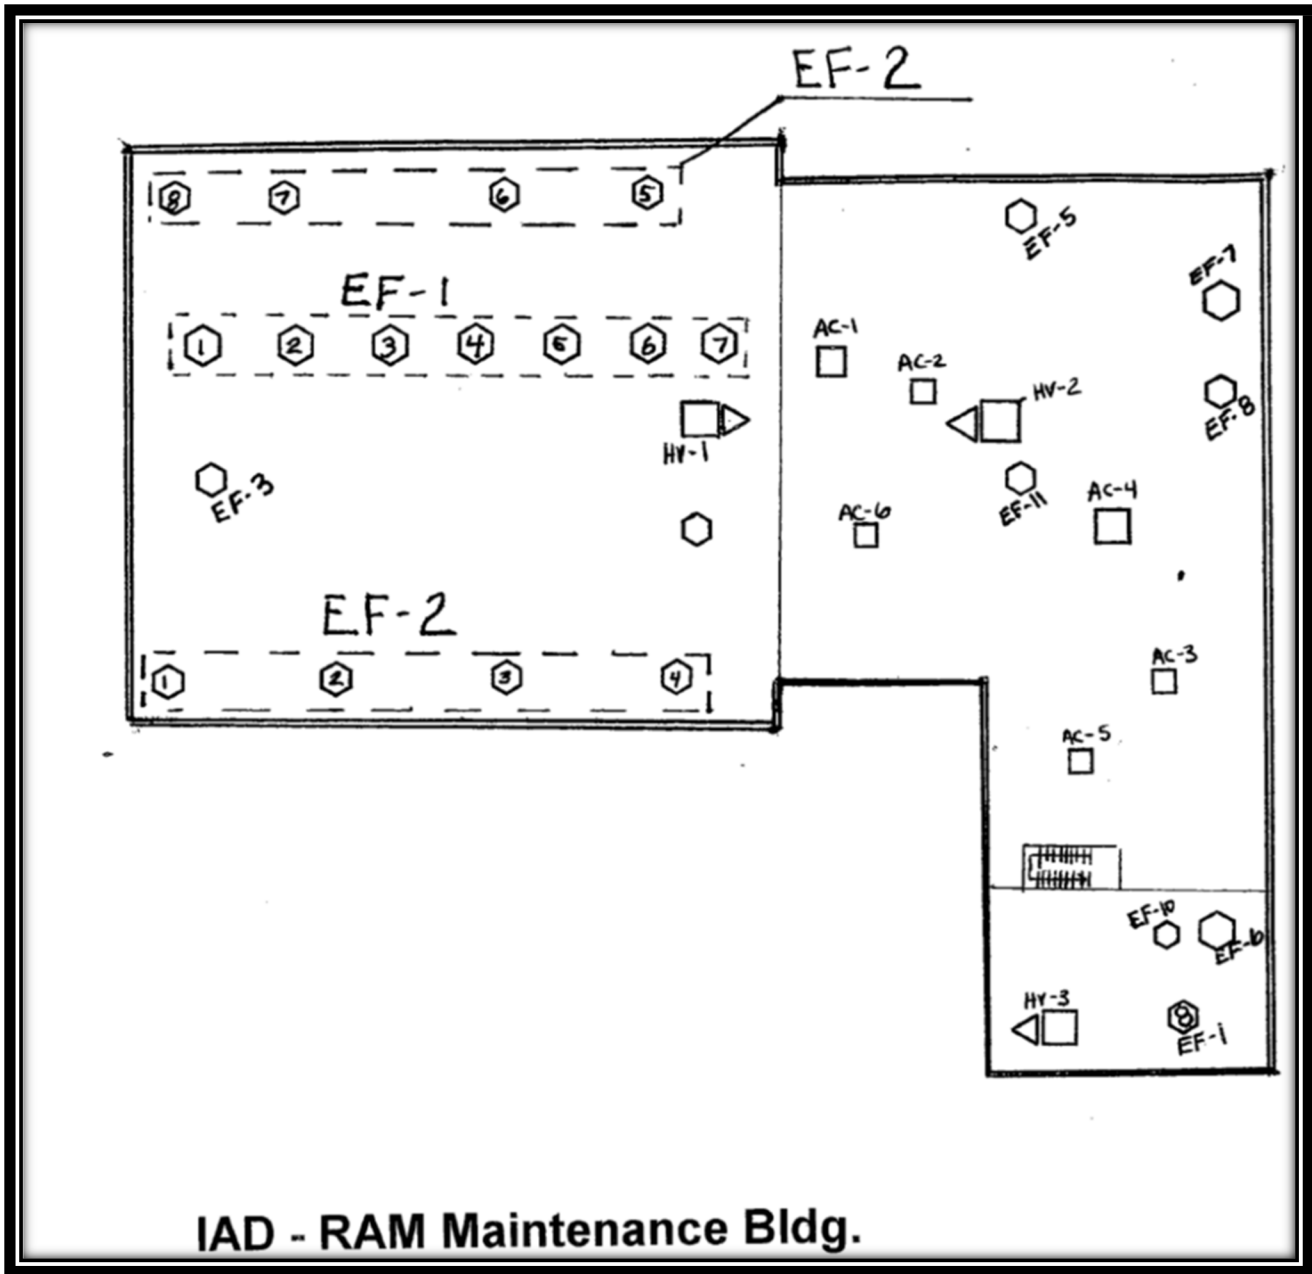 EF-2
8 7 6 5
EF-5
EF-7
EF-1
1 2 3 4 5 6 7
AC-1
AC-2
HV-2
EF-8
HV-1
EF-3
EF-11
AC-4
AC-6
EF-2
1 2 3 4
AC-3
AC-5
EF-10
EF-6
HV-3
8
EF-1
IAD - RAM Maintenance Bldg.